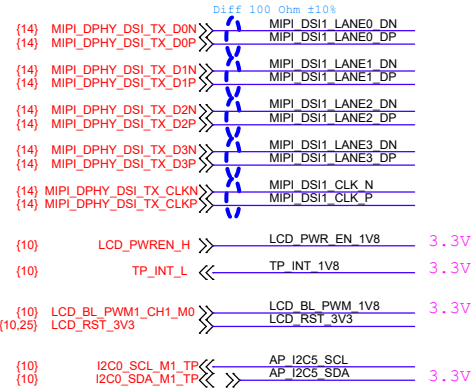 Diff 100 Ohm ±10%
{14} MIPI_DPHY_DSI_TX_D0N MIPI_DSI1_LANE0_DN
{14} MIPI_DPHY_DSI_TX_D0P MIPI_DSI1_LANE0_DP
{14} MIPI_DPHY_DSI_TX_D1N MIPI_DSI1_LANE1_DN
{14} MIPI_DPHY_DSI_TX_D1P MIPI_DSI1_LANE1_DP
{14} MIPI_DPHY_DSI_TX_D2N MIPI_DSI1_LANE2_DN
{14} MIPI_DPHY_DSI_TX_D2P MIPI_DSI1_LANE2_DP
{14} MIPI_DPHY_DSI_TX_D3N MIPI_DSI1_LANE3_DN
{14} MIPI_DPHY_DSI_TX_D3P MIPI_DSI1_LANE3_DP
{14} MIPI_DPHY_DSI_TX_CLKN MIPI_DSI1_CLK_N
{14} MIPI_DPHY_DSI_TX_CLKP MIPI_DSI1_CLK_P
{10} LCD_PWREN_H LCD_PWR_EN_1V8 3.3V
{10} TP_INT_L TP_INT_1V8 3.3V
{10} LCD_BL_PWM1_CH1_M0 LCD_BL_PWM_1V8 3.3V
{10,25} LCD_RST_3V3 LCD_RST_3V3
{10} I2C0_SCL_M1_TP AP_I2C5_SCL
{10} I2C0_SDA_M1_TP AP_I2C5_SDA 3.3V